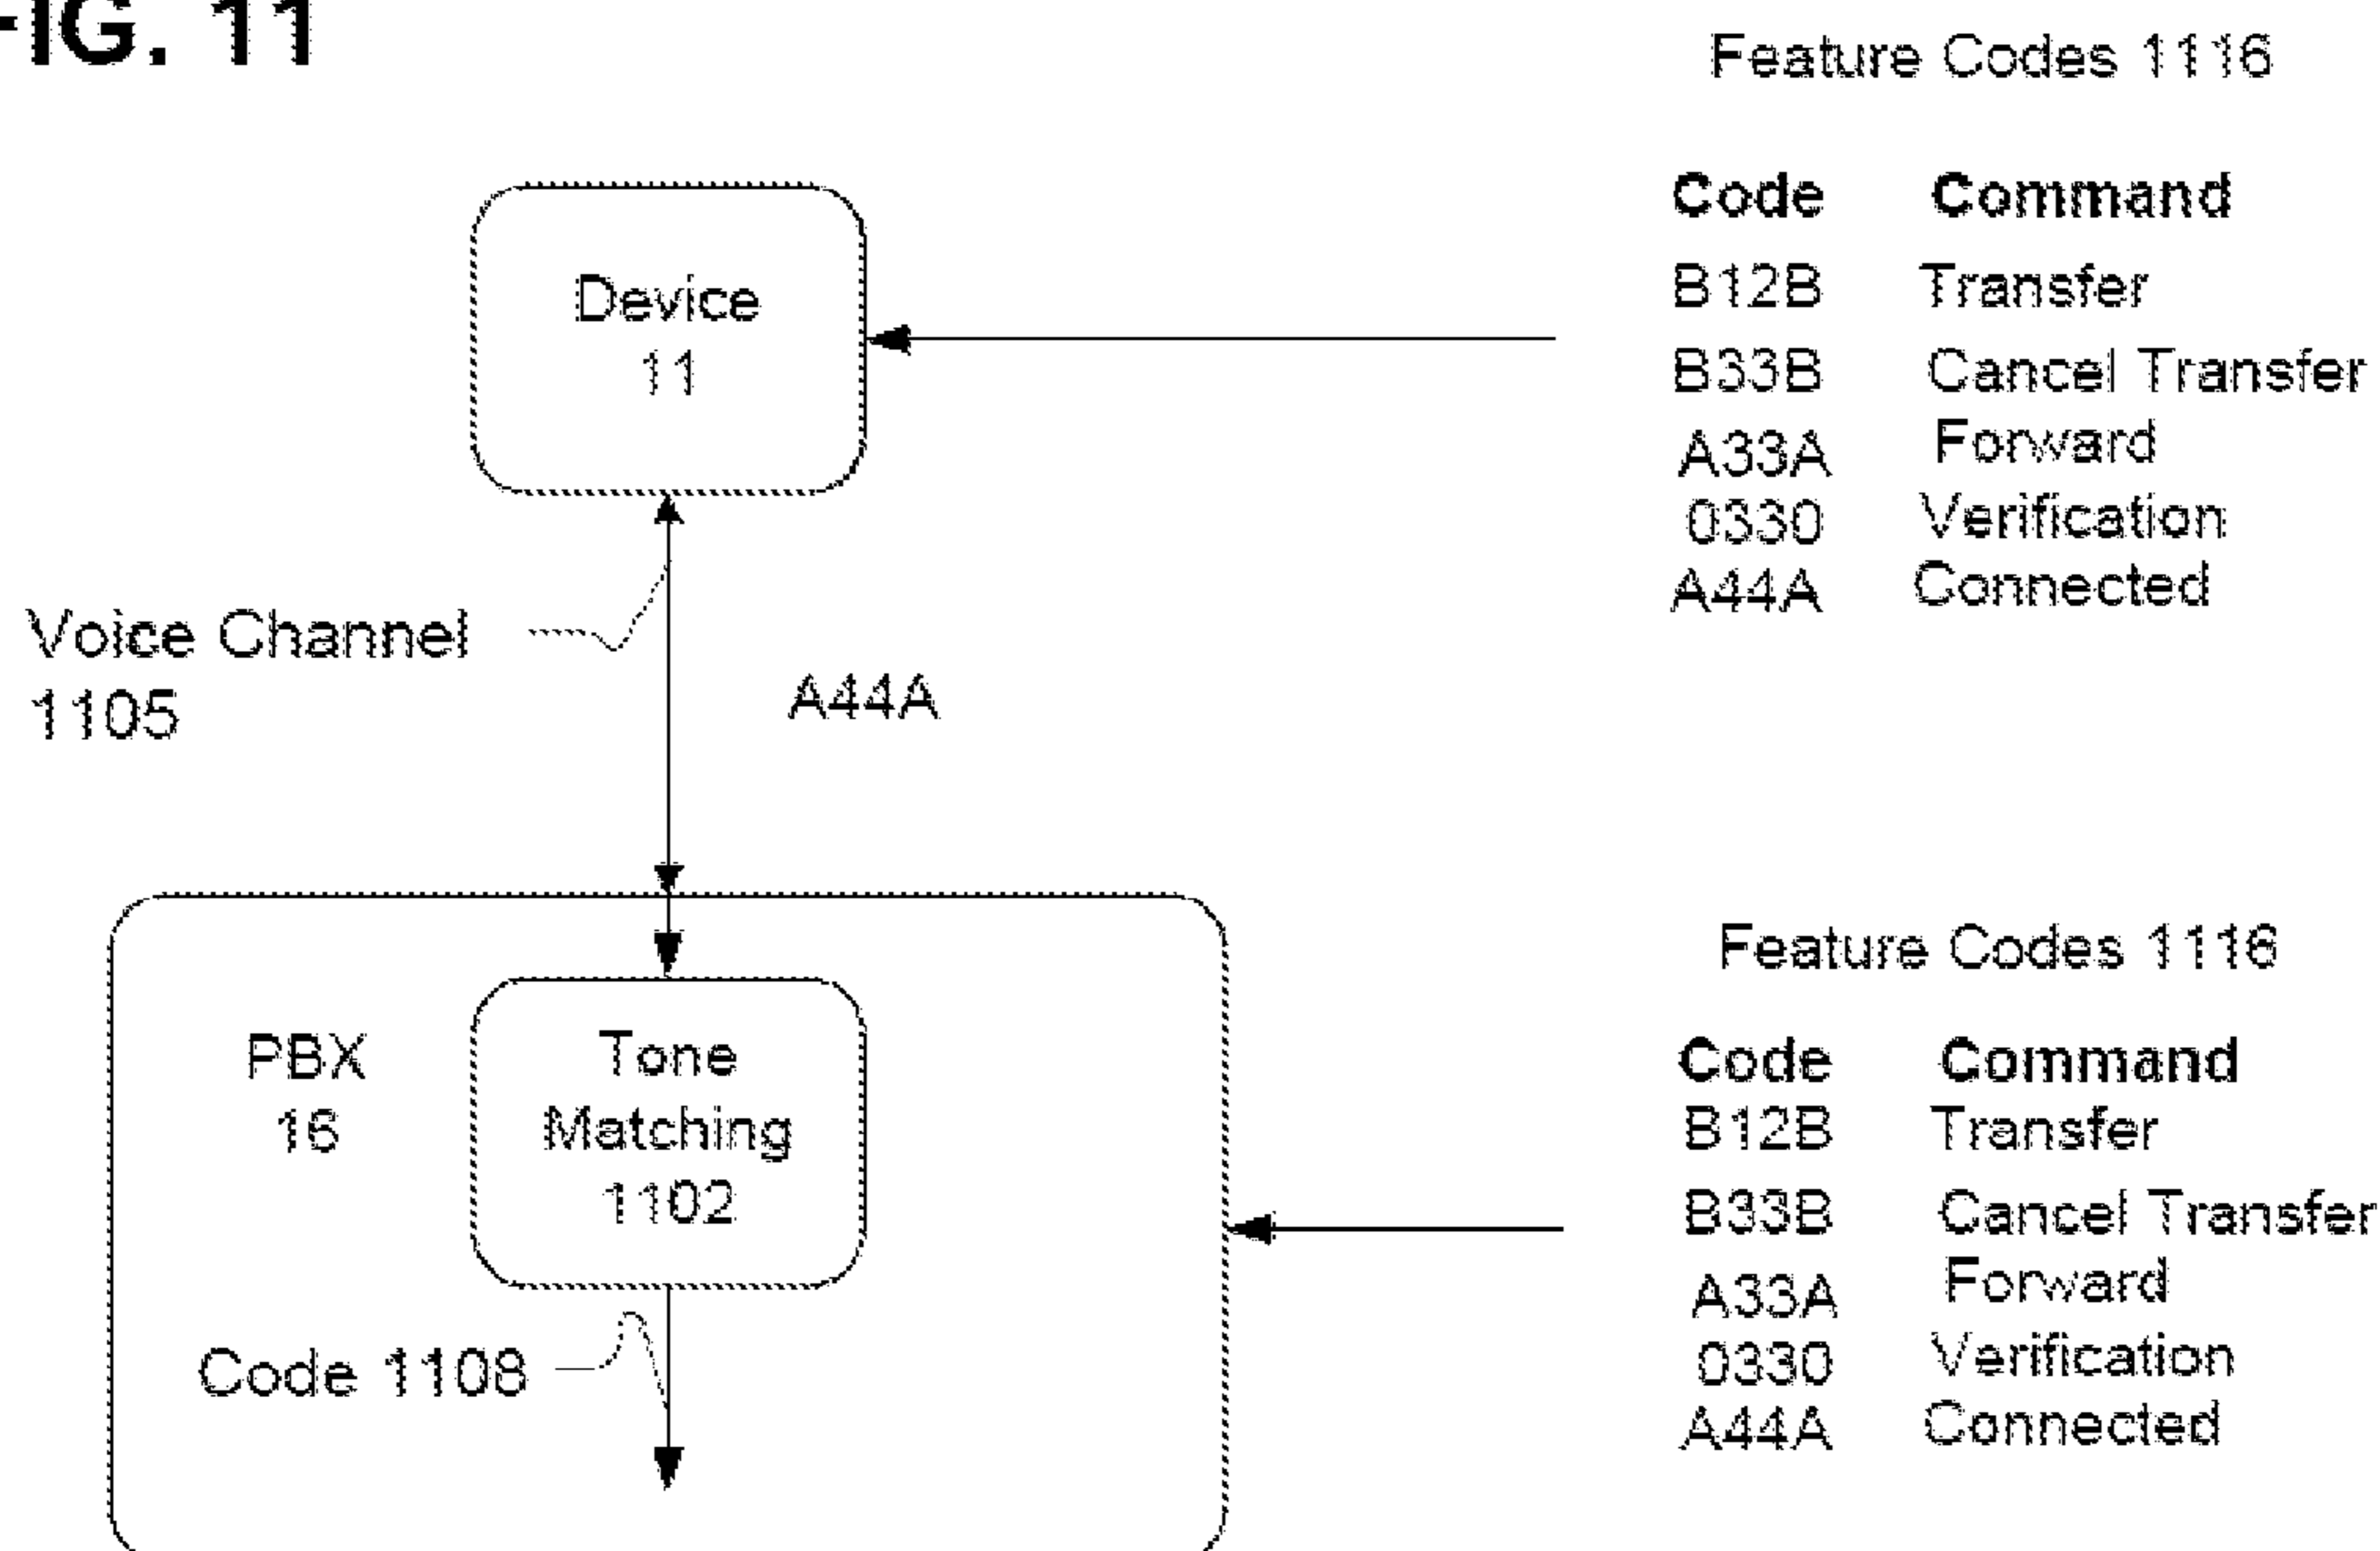 FIG. 11
Feature Codes 1116
Code Command
B12B Transfer
B33B Cancel Transfer
A33A Forward
0330 Verification
A44A Connected
Device
11
Voice Channel
1105
A44A
PBX
16
Tone
Matching
1102
Code 1108
Feature Codes 1116
Code Command
B12B Transfer
B33B Cancel Transfer
A33A Forward
0330 Verification
A44A Connected